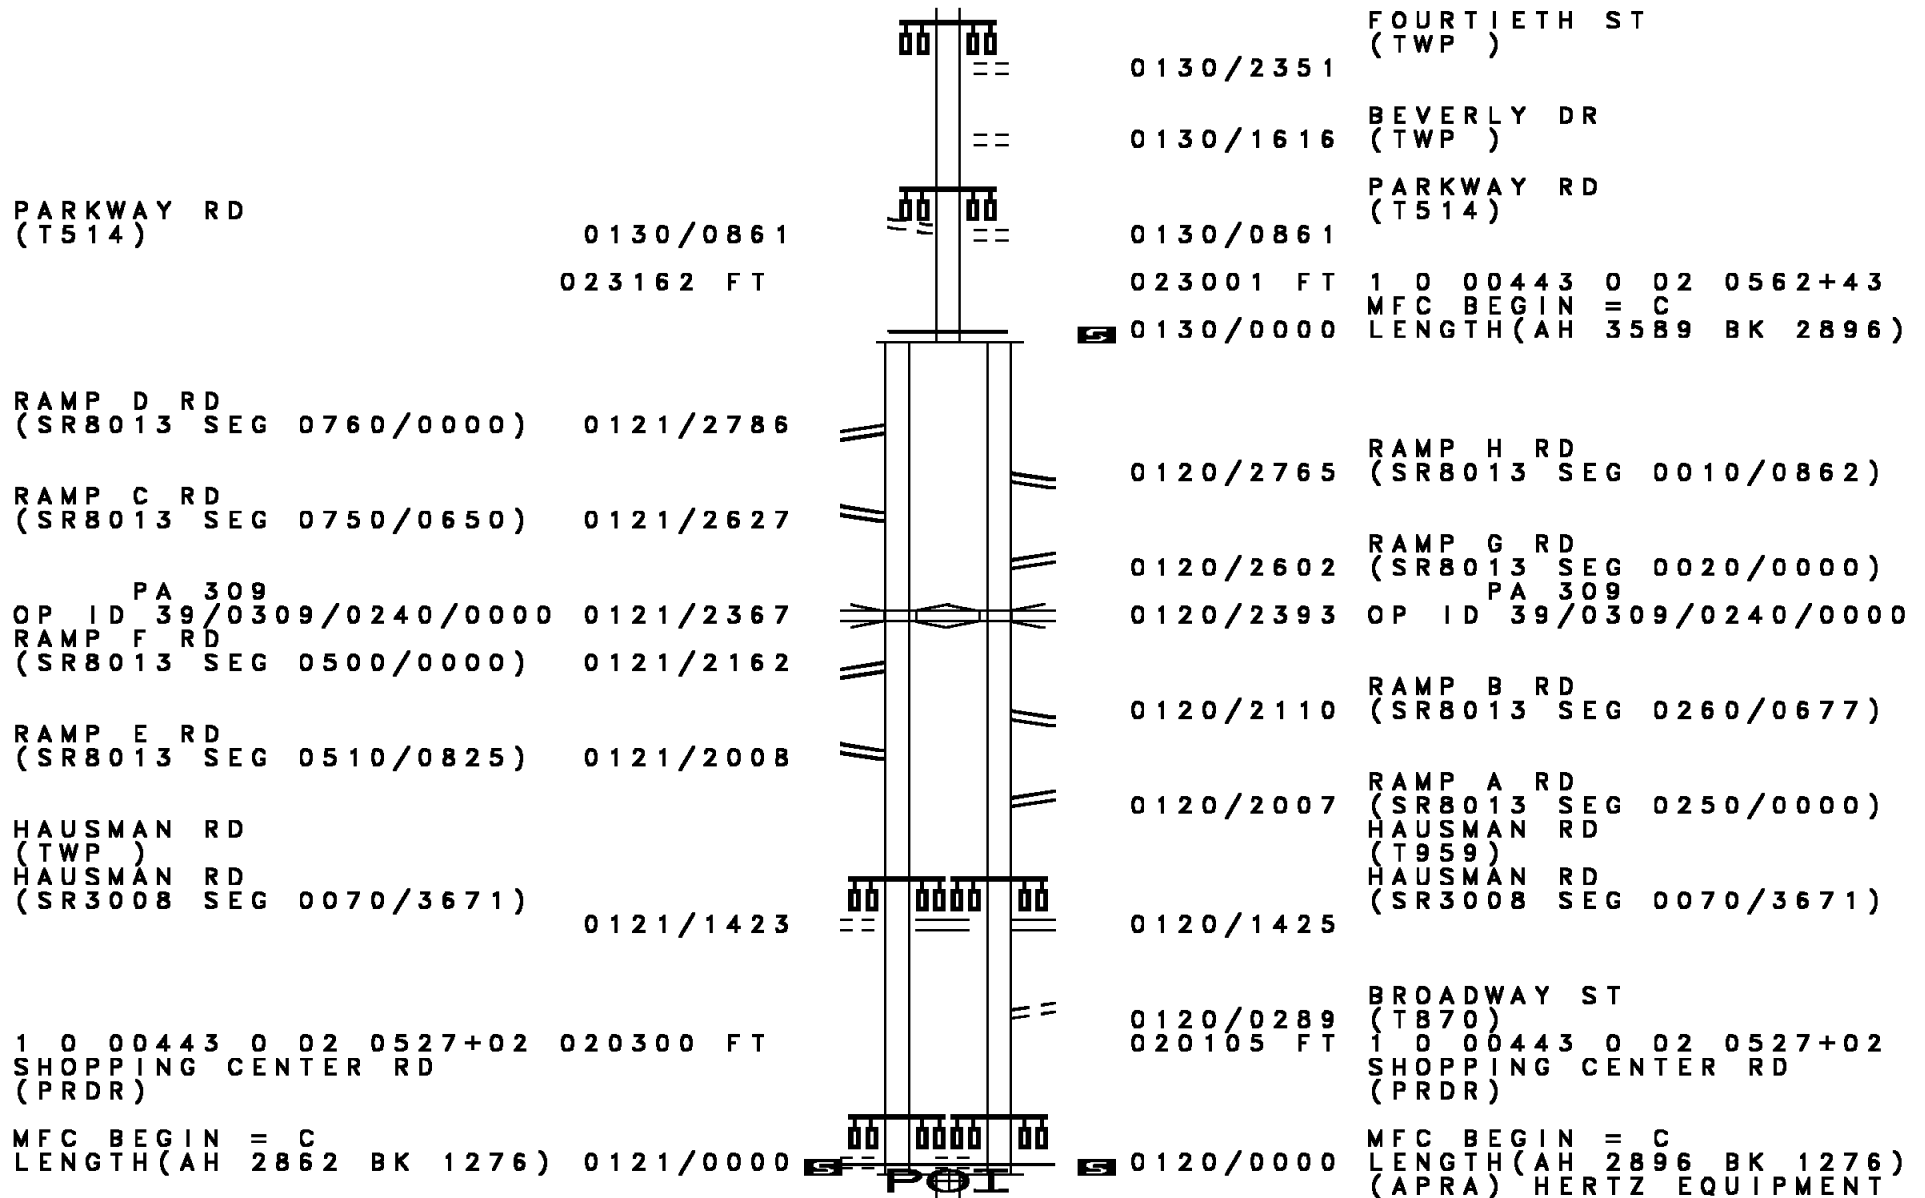 FOURTIETH ST
(TWP )
0130/2351
BEVERLY DR
0130/1616 (TWP )
PARKWAY RD
(T514)
0130/0861
PARKWAY RD
(T514) 0130/0861
023162 FT
023001 FT 1 0 00443 0 02 0562+43
MFC BEGIN = C
S 0130/0000 LENGTH(AH 3589 BK 2896)
RAMP D RD
(SR8013 SEG 0760/0000) 0121/2786
RAMP H RD
0120/2765 (SR8013 SEG 0010/0862)
RAMP C RD
(SR8013 SEG 0750/0650) 0121/2627
RAMP G RD
0120/2602 (SR8013 SEG 0020/0000)
PA 309
OP ID 39/0309/0240/0000 0121/2367
PA 309
0120/2393 OP ID 39/0309/0240/0000
RAMP F RD
(SR8013 SEG 0500/0000) 0121/2162
RAMP B RD
0120/2110 (SR8013 SEG 0260/0677)
RAMP E RD
(SR8013 SEG 0510/0825) 0121/2008
RAMP A RD
0120/2007 (SR8013 SEG 0250/0000)
HAUSMAN RD
(TWP )
HAUSMAN RD
(SR3008 SEG 0070/3671)
0121/1423
HAUSMAN RD
(T959)
HAUSMAN RD
(SR3008 SEG 0070/3671)
0120/1425
BROADWAY ST
0120/0289 (T870)
1 0 00443 0 02 0527+02 020300 FT
SHOPPING CENTER RD
(PRDR)
020105 FT 1 0 00443 0 02 0527+02
SHOPPING CENTER RD
(PRDR)
MFC BEGIN = C
LENGTH(AH 2862 BK 1276) 0121/0000 S
MFC BEGIN = C
S 0120/0000 LENGTH(AH 2896 BK 1276)
(APRA) HERTZ EQUIPMENT
POI